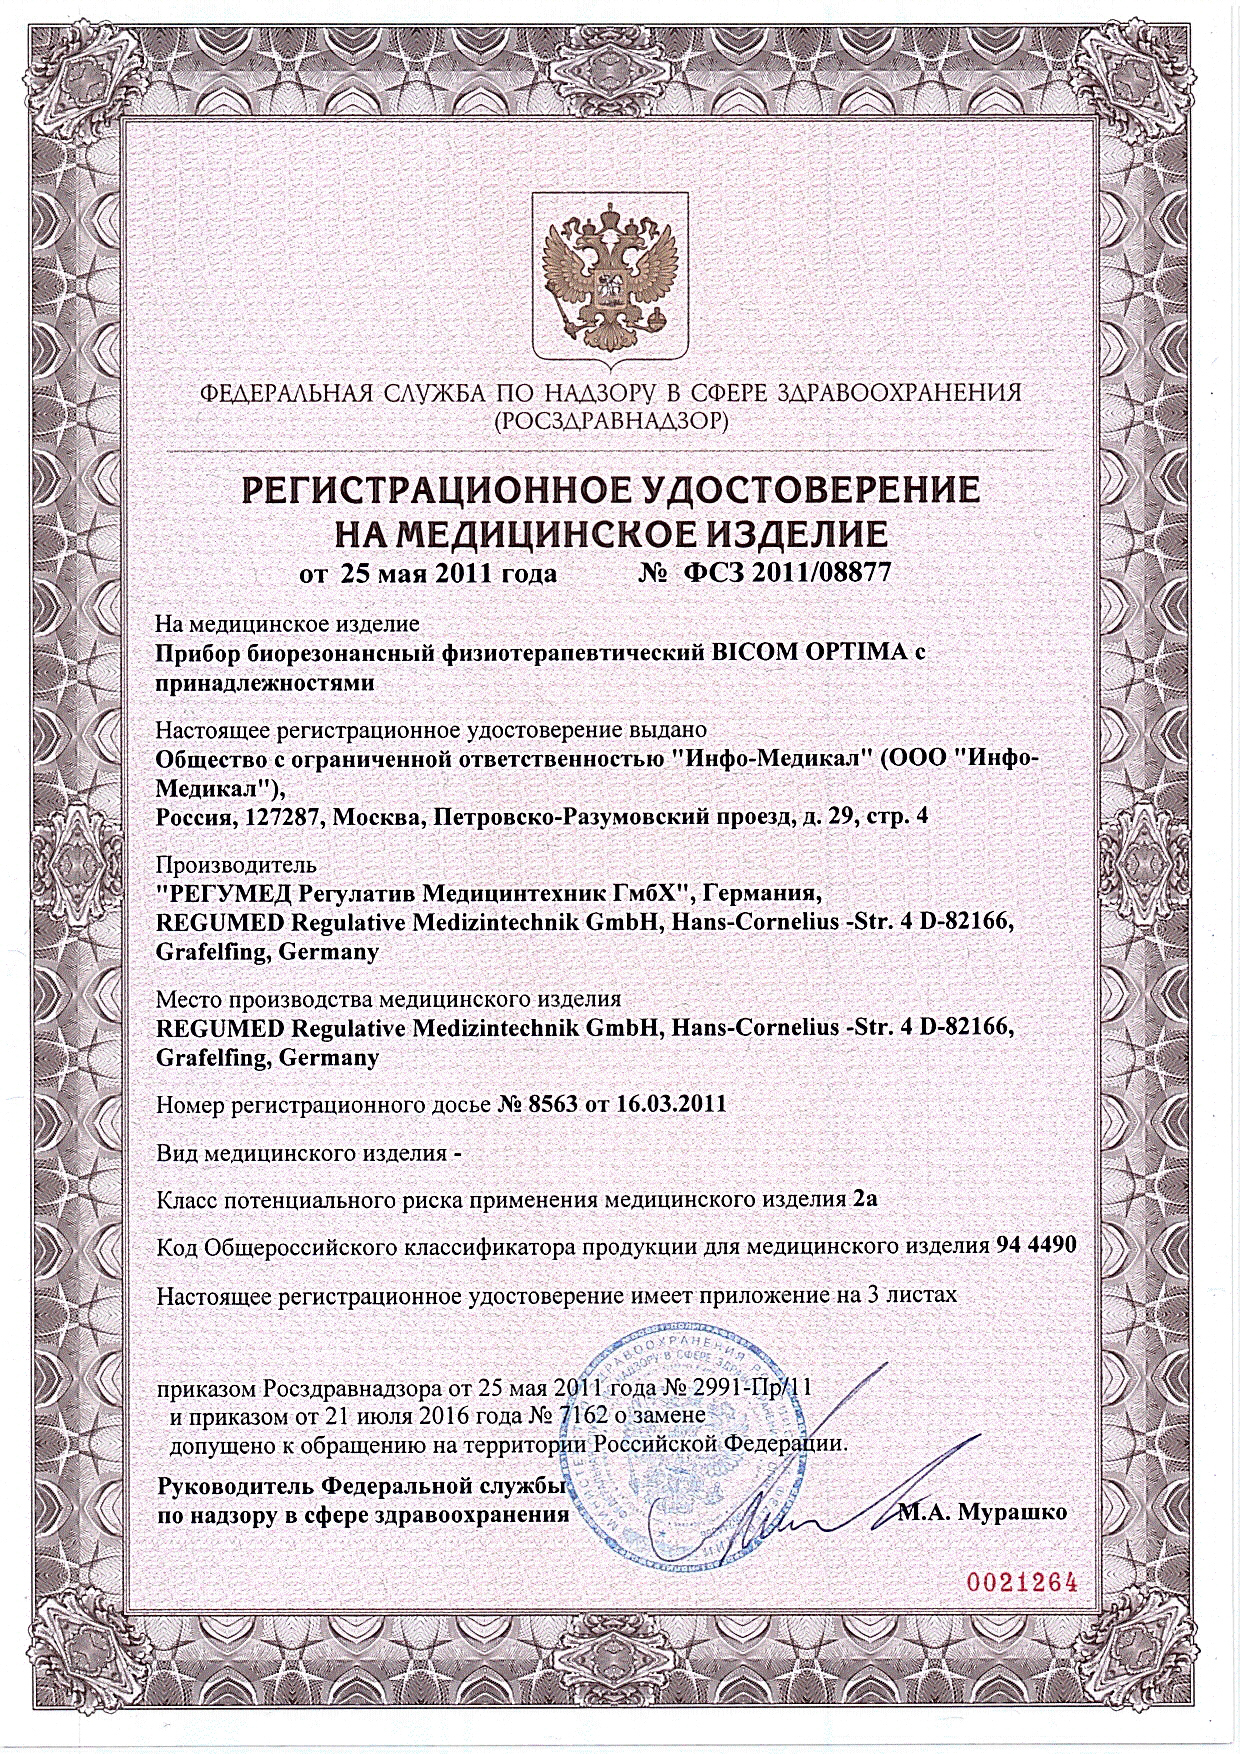 ФЕДЕРАЛЬНАЯ СЛУЖБА ПО НАДЗОРУ В СФЕРЕ ЗДРАВООХРАНЕНИЯ
(РОСЗДРАВНАДЗОР)
РЕГИСТРАЦИОННОЕ УДОСТОВЕРЕНИЕ
НА МЕДИЦИНСКОЕ ИЗДЕЛИЕ
от 25 мая 2011 года № ФСЗ 2011/08877
На медицинское изделие
Прибор биорезонансный физиотерапевтический BICOM OPTIMA с
принадлежностями
Настоящее регистрационное удостоверение выдано
Общество с ограниченной ответственностью "Инфо-Медикал" (ООО "Инфо-
Медикал"),
Россия, 127287, Москва, Петровско-Разумовский проезд, д. 29, стр. 4
Производитель
"РЕГУМЕД Регулатив Медицинтехник ГмбХ", Германия,
REGUMED Regulative Medizintechnik GmbH, Hans-Cornelius -Str. 4 D-82166,
Grafelfing, Germany
Место производства медицинского изделия
REGUMED Regulative Medizintechnik GmbH, Hans-Cornelius -Str. 4 D-82166,
Grafelfing, Germany
Номер регистрационного досье № 8563 от 16.03.2011
Вид медицинского изделия -
Класс потенциального риска применения медицинского изделия 2а
Код Общероссийского классификатора продукции для медицинского изделия 94 4490
Настоящее регистрационное удостоверение имеет приложение на 3 листах
приказом Росздравнадзора от 25 мая 2011 года № 2991-Пр/11
и приказом от 21 июля 2016 года № 7162 о замене
допущено к обращению на территории Российской Федерации.
Руководитель Федеральной службы
по надзору в сфере здравоохранения М.А. Мурашко
0021264